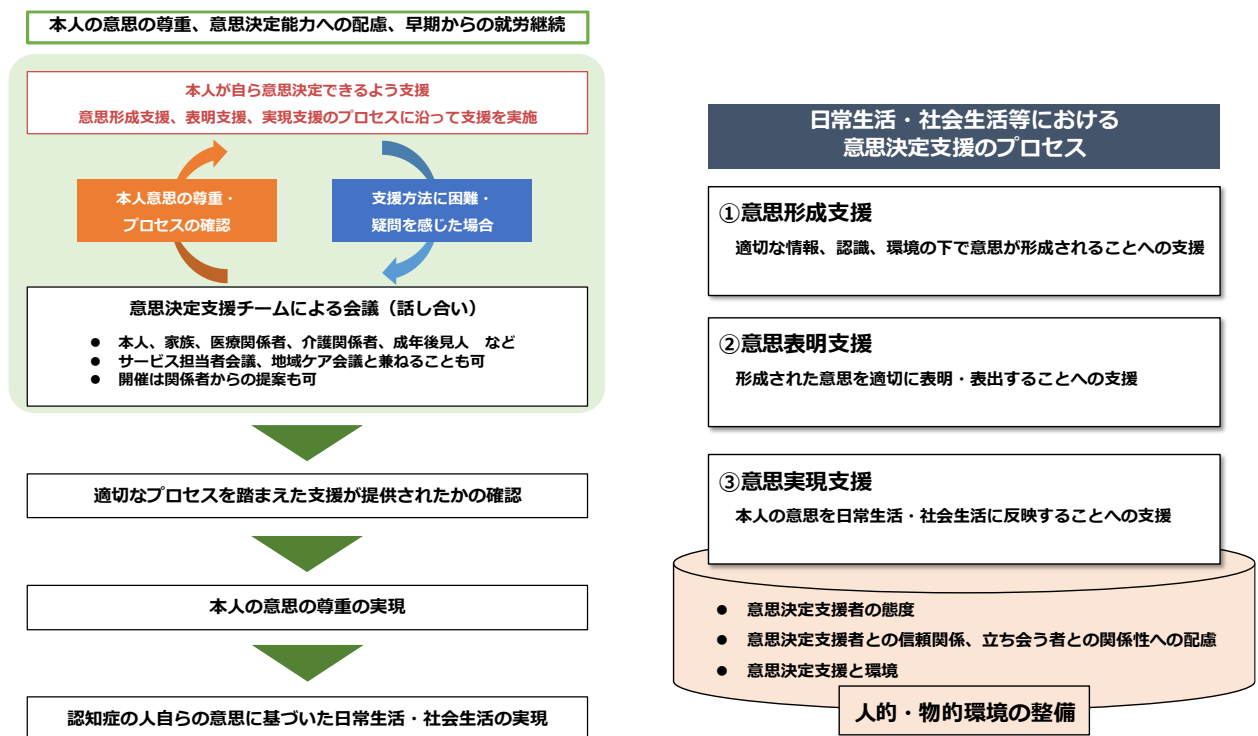 本人の意思の尊重、意思決定能力への配慮、早期からの就労継続
本人が自ら意思決定できるよう支援
意思形成支援、表明支援、実現支援のプロセスに沿って支援を実施
本人意思の尊重・
プロセスの確認
支援方法に困難・
疑問を感じた場合
意思決定支援チームによる会議（話し合い）
● 本人、家族、医療関係者、介護関係者、成年後見人　など
● サービス担当者会議、地域ケア会議と兼ねることも可
● 開催は関係者からの提案も可
適切なプロセスを踏まえた支援が提供されたかの確認
本人の意思の尊重の実現
認知症の人自らの意思に基づいた日常生活・社会生活の実現
日常生活・社会生活等における
意思決定支援のプロセス
①意思形成支援
適切な情報、認識、環境の下で意思が形成されることへの支援
②意思表明支援
形成された意思を適切に表明・表出することへの支援
③意思実現支援
本人の意思を日常生活・社会生活に反映することへの支援
● 意思決定支援者の態度
● 意思決定支援者との信頼関係、立ち会う者との関係性への配慮
● 意思決定支援と環境
人的・物的環境の整備